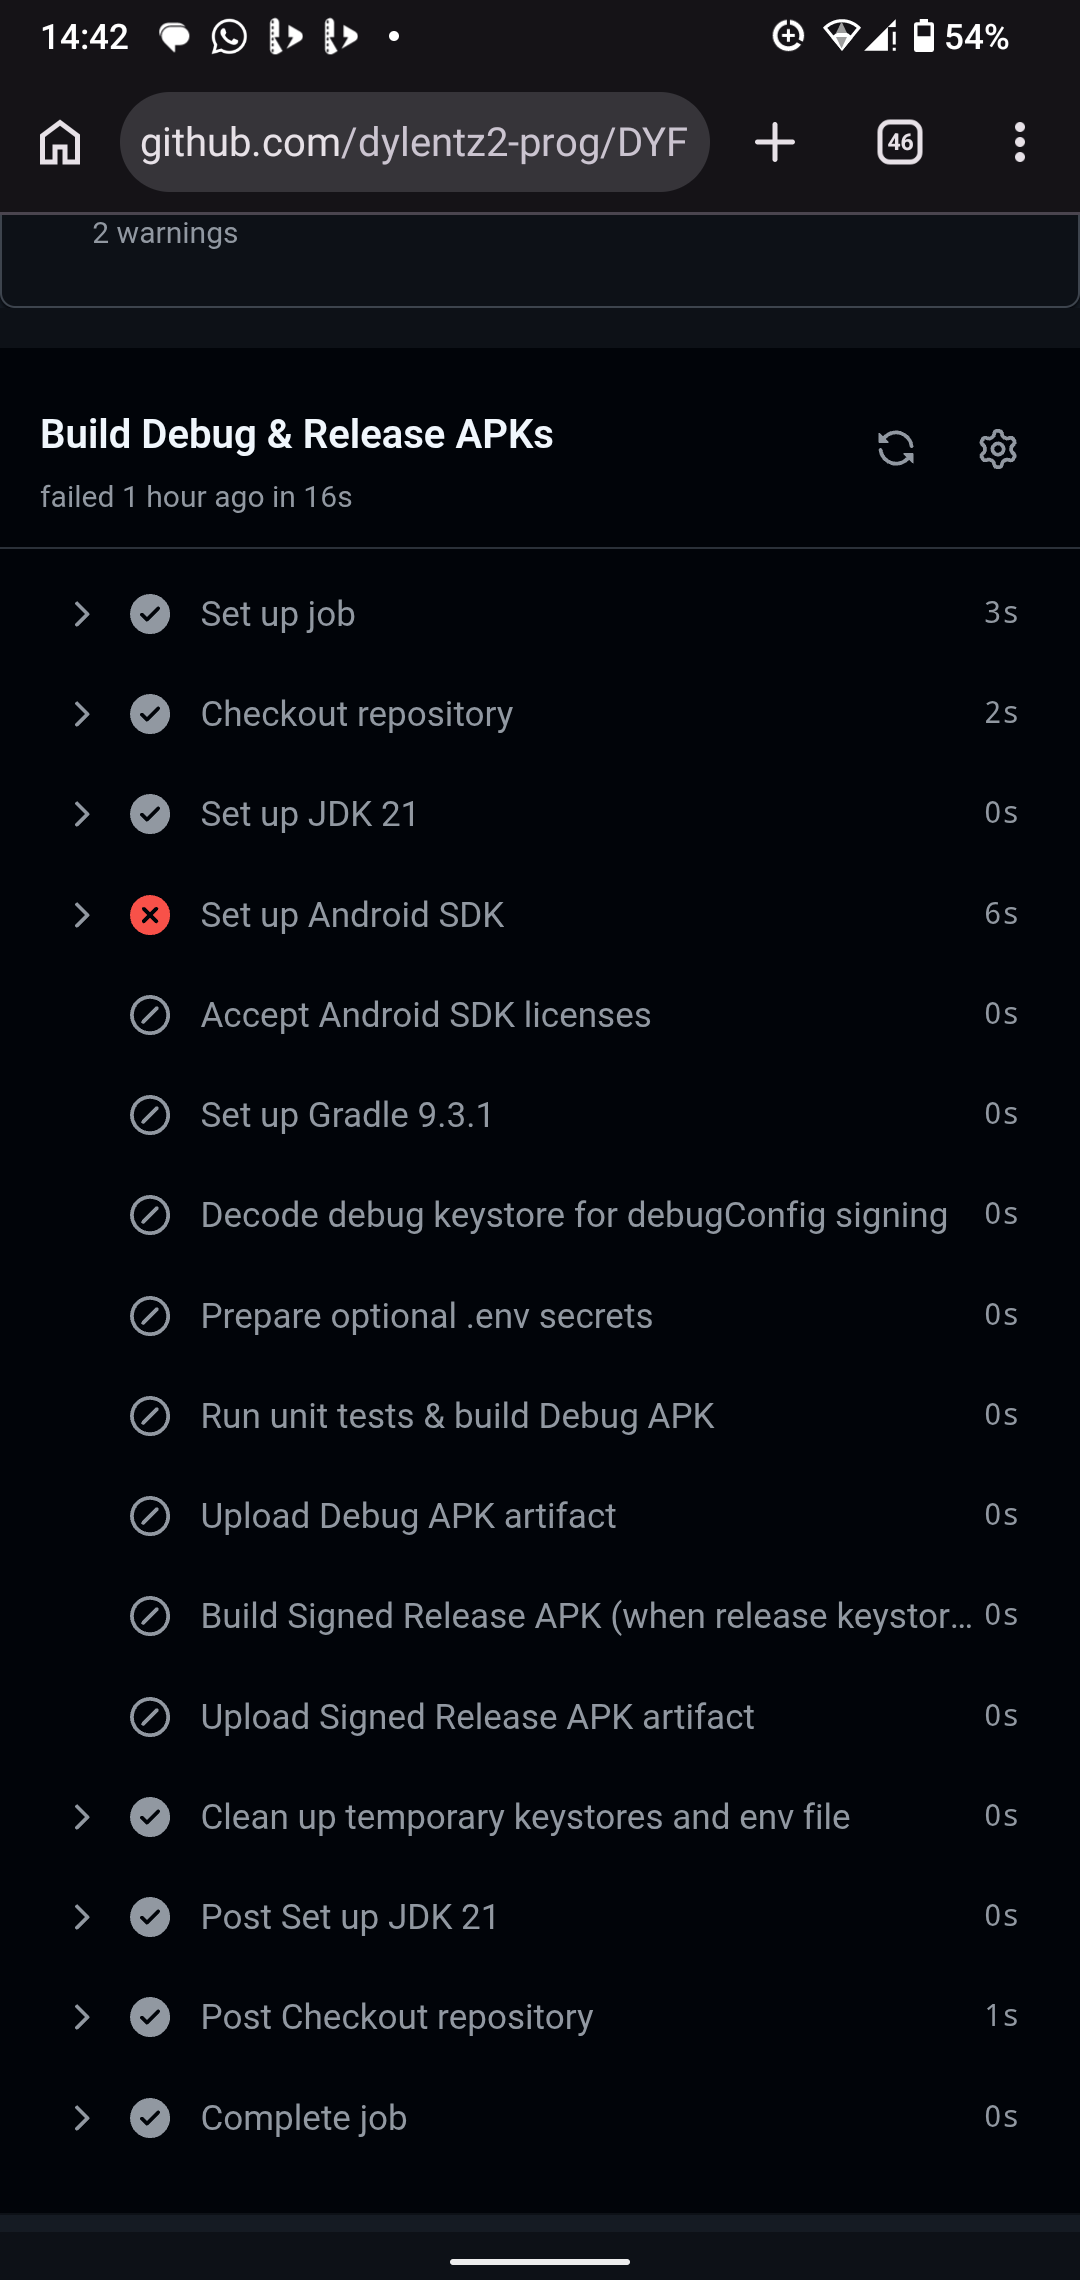 14:42
54%
github.com/dylentz2-prog/DYF
46
2 warnings
Build Debug & Release APKs
failed 1 hour ago in 16s
Set up job 3s
Checkout repository 2s
Set up JDK 21 0s
Set up Android SDK 6s
Accept Android SDK licenses 0s
Set up Gradle 9.3.1 0s
Decode debug keystore for debugConfig signing 0s
Prepare optional .env secrets 0s
Run unit tests & build Debug APK 0s
Upload Debug APK artifact 0s
Build Signed Release APK (when release keystor... 0s
Upload Signed Release APK artifact 0s
Clean up temporary keystores and env file 0s
Post Set up JDK 21 0s
Post Checkout repository 1s
Complete job 0s